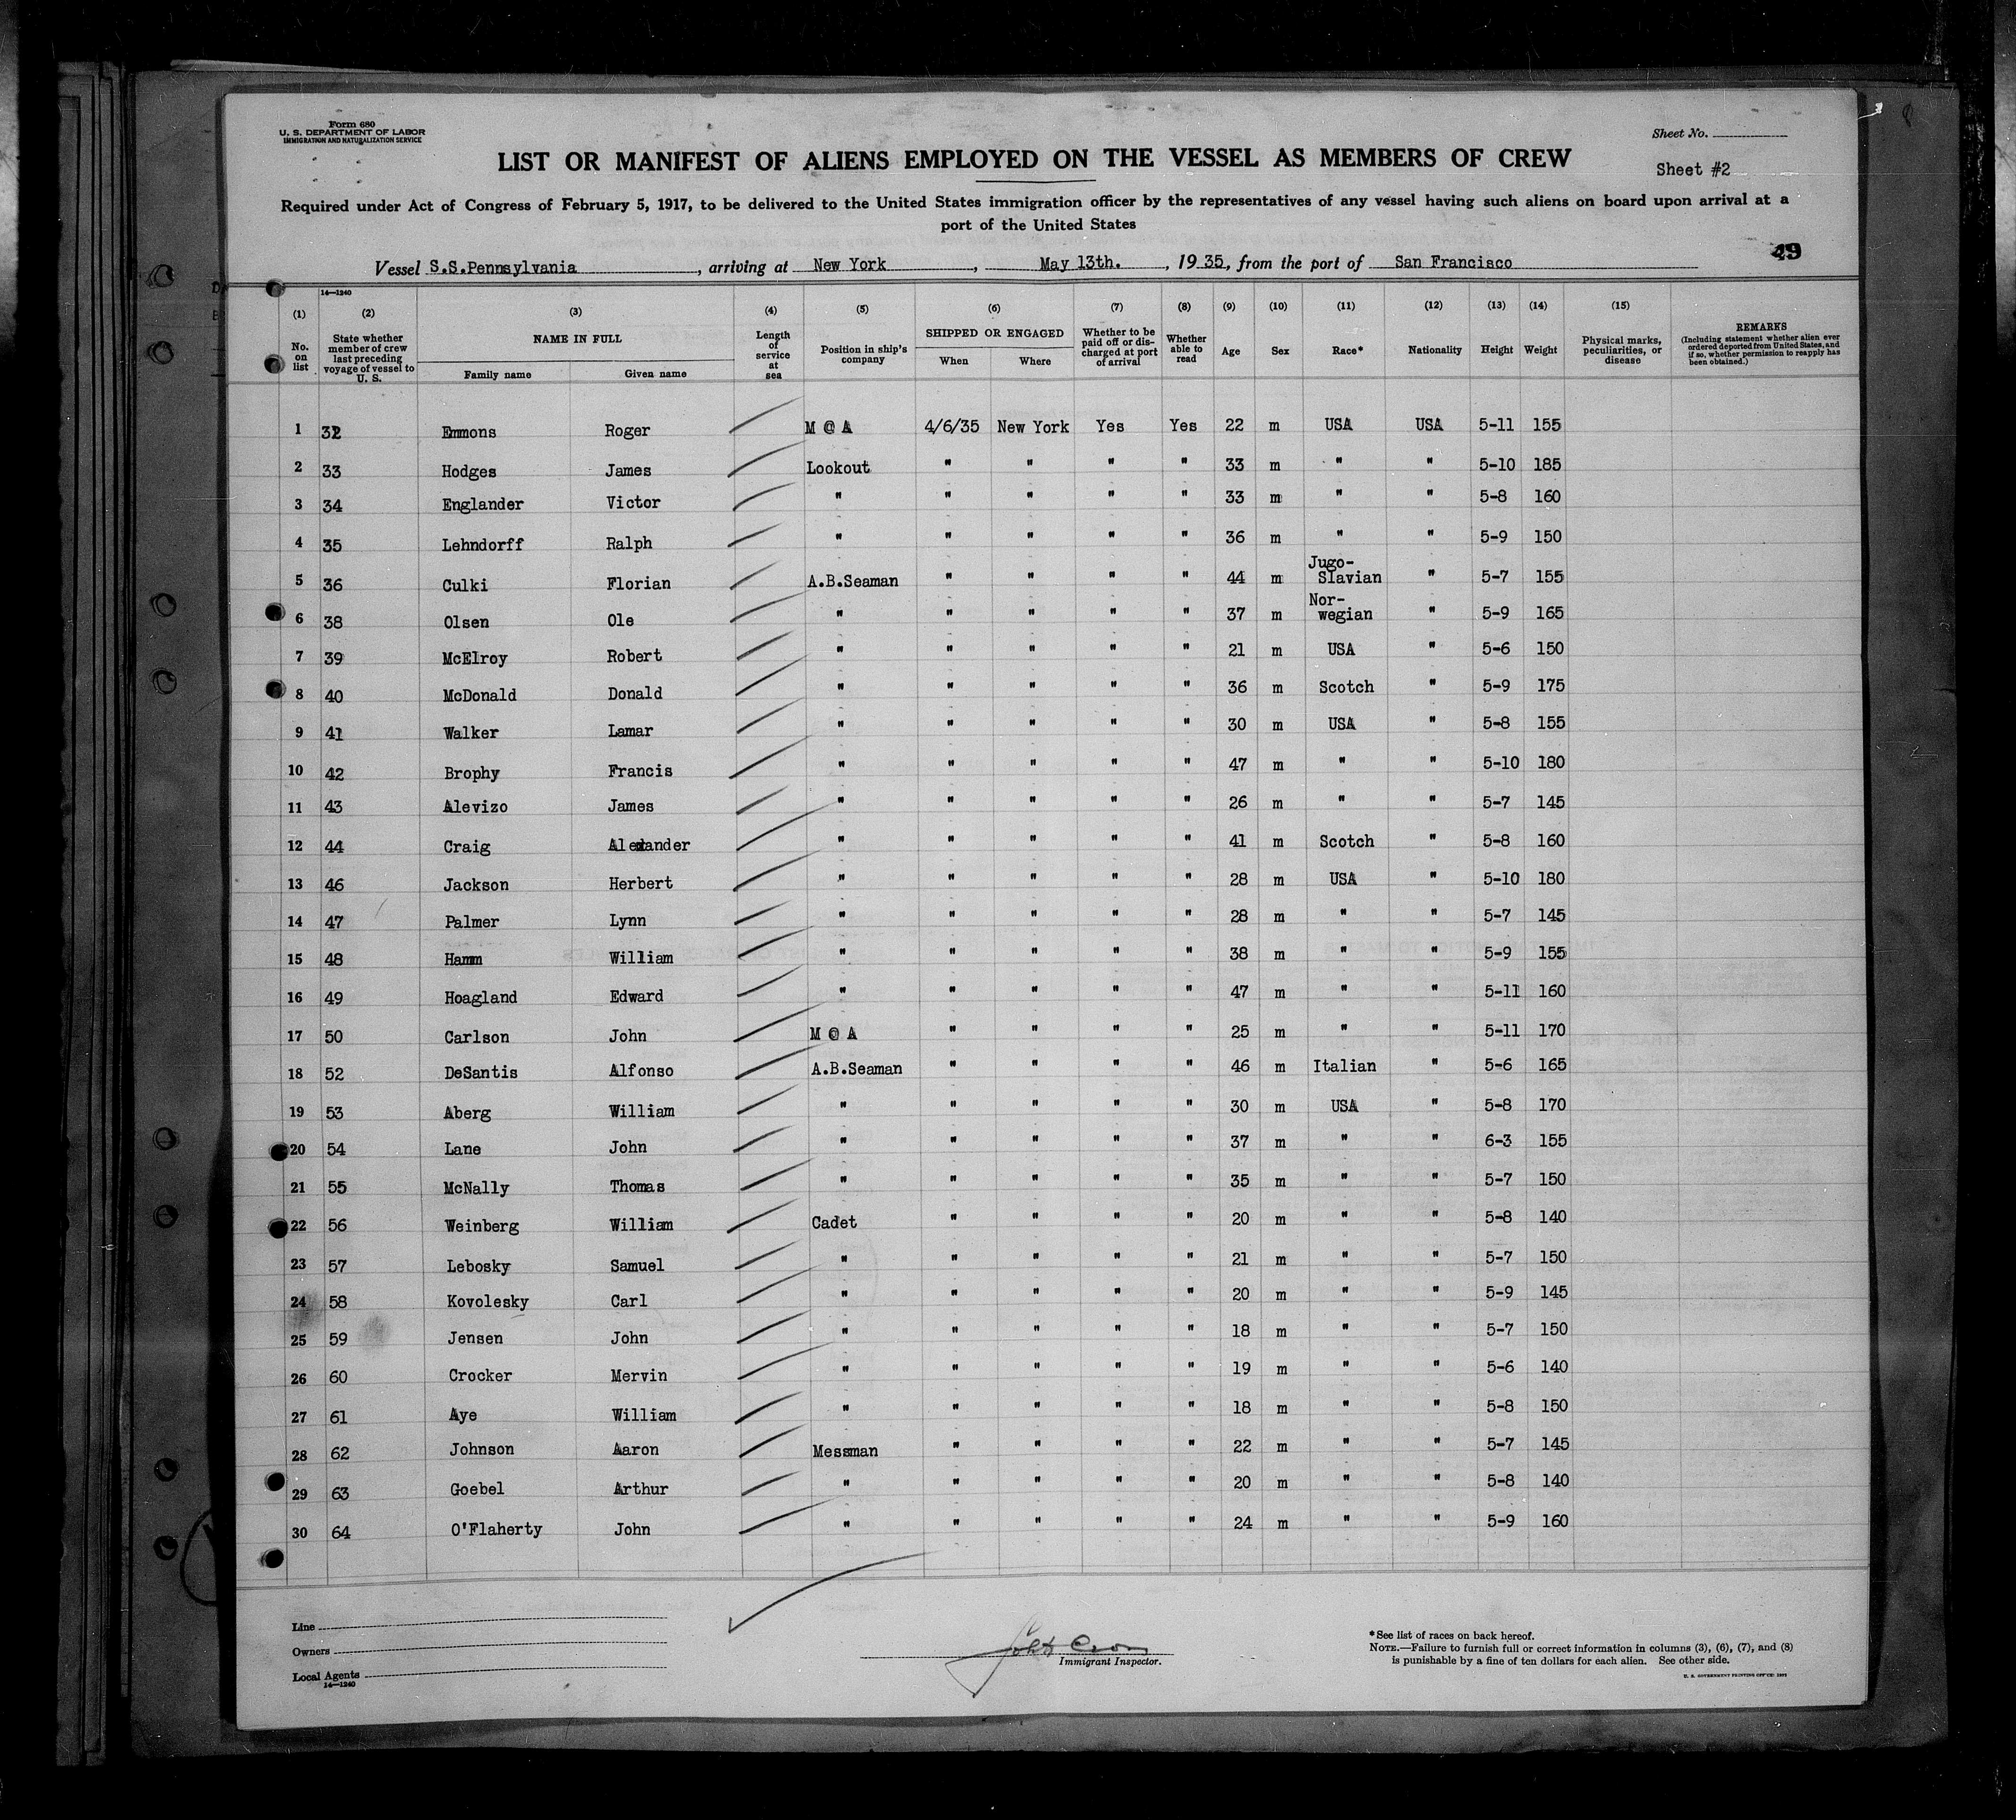 Form 680
U. S. DEPARTMENT OF LABOR
IMMIGRATION AND NATURALIZATION SERVICE
Sheet No.
LIST OR MANIFEST OF ALIENS EMPLOYED ON THE VESSEL AS MEMBERS OF CREW
Sheet #2
Required under Act of Congress of February 5, 1917, to be delivered to the United States immigration officer by the representatives of any vessel having such aliens on board upon arrival at a
port of the United States
49
Vessel S.S.Pennsylvania, arriving at New York, May 13th., 1935, from the port of San Francisco
14—1240
(1) (2) (3) (4) (5) (6) (7) (8) (9) (10) (11) (12) (13) (14) (15)
No. on list
State whether member of crew last preceding voyage of vessel to U. S.
NAME IN FULL
Family name Given name
Length of service at sea
Position in ship's company
SHIPPED OR ENGAGED
When Where
Whether to be paid off or discharged at port of arrival
Whether able to read
Age Sex Race* Nationality Height Weight
Physical marks, peculiarities, or disease
REMARKS
(Including statement whether alien ever ordered deported from United States, and if so, whether permission to reapply has been obtained.)
1 32 Emmons Roger M @ A 4/6/35 New York Yes Yes 22 m USA USA 5-11 155
2 33 Hodges James Lookout " " " " 33 m " " 5-10 185
3 34 Englander Victor " " " " " 33 m " " 5-8 160
4 35 Lehndorff Ralph " " " " " 36 m " " 5-9 150
5 36 Culki Florian A.B.Seaman " " " " 44 m Jugo-Slavian " 5-7 155
6 38 Olsen Ole " " " " " 37 m Nor-wegian " 5-9 165
7 39 McElroy Robert " " " " " 21 m USA " 5-6 150
8 40 McDonald Donald " " " " " 36 m Scotch " 5-9 175
9 41 Walker Lamar " " " " " 30 m USA " 5-8 155
10 42 Brophy Francis " " " " " 47 m " " 5-10 180
11 43 Alevizo James " " " " " 26 m " " 5-7 145
12 44 Craig Alexander " " " " " 41 m Scotch " 5-8 160
13 46 Jackson Herbert " " " " " 28 m USA " 5-10 180
14 47 Palmer Lynn " " " " " 28 m " " 5-7 145
15 48 Hamm William " " " " " 38 m " " 5-9 155
16 49 Hoagland Edward " " " " " 47 m " " 5-11 160
17 50 Carlson John M @ A " " " " 25 m " " 5-11 170
18 52 DeSantis Alfonso A.B.Seaman " " " " 46 m Italian " 5-6 165
19 53 Aberg William " " " " " 30 m USA " 5-8 170
20 54 Lane John " " " " " 37 m " " 6-3 155
21 55 McNally Thomas " " " " " 35 m " " 5-7 150
22 56 Weinberg William Cadet " " " " 20 m " " 5-8 140
23 57 Lebosky Samuel " " " " " 21 m " " 5-7 150
24 58 Kovolesky Carl " " " " " 20 m " " 5-9 145
25 59 Jensen John " " " " " 18 m " " 5-7 150
26 60 Crocker Mervin " " " " " 19 m " " 5-6 140
27 61 Aye William " " " " " 18 m " " 5-8 150
28 62 Johnson Aaron Messman " " " " 22 m " " 5-7 145
29 63 Goebel Arthur " " " " " 20 m " " 5-8 140
30 64 O'Flaherty John " " " " " 24 m " " 5-9 160
Line
Owners
Local Agents
14—1240
Immigrant Inspector.
*See list of races on back hereof.
NOTE.—Failure to furnish full or correct information in columns (3), (6), (7), and (8)
is punishable by a fine of ten dollars for each alien. See other side.